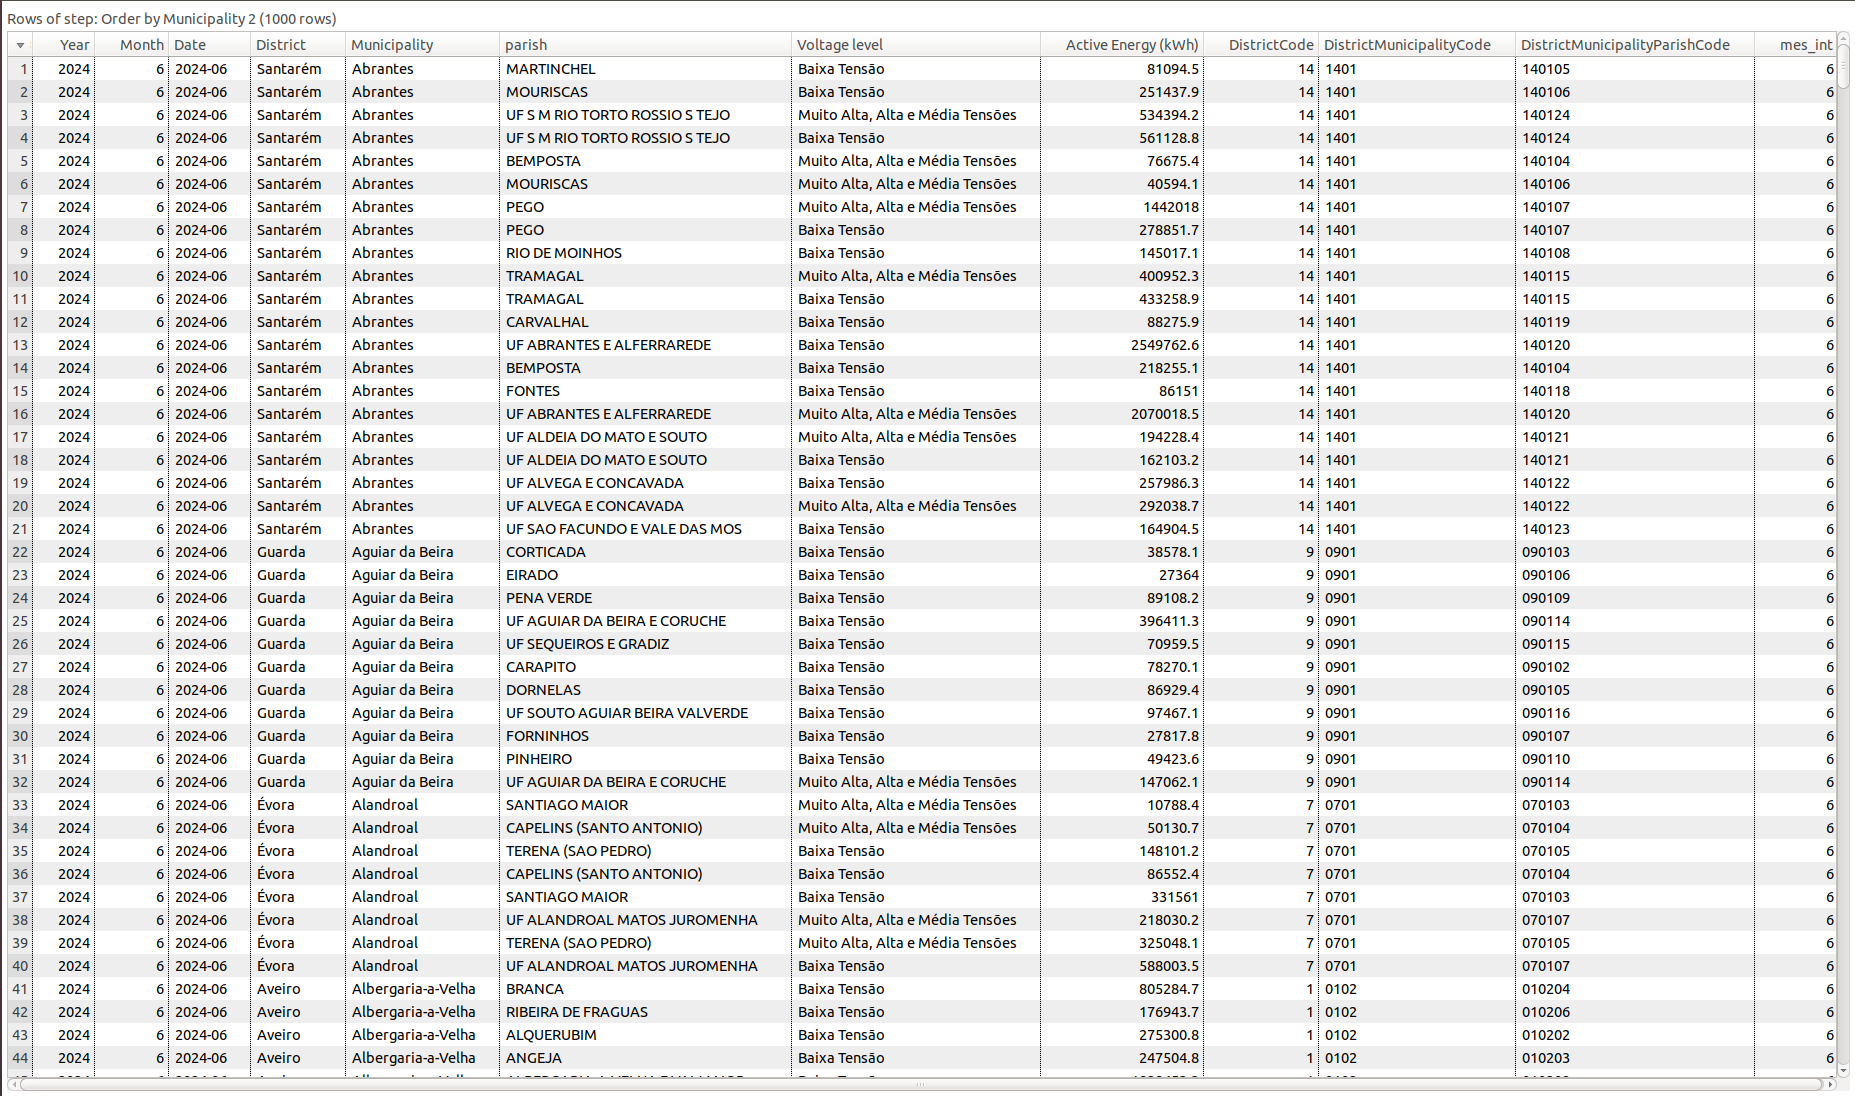 Rows of step: Order by Municipality 2 (1000 rows)
Year Month Date District Municipality parish Voltage level Active Energy (kWh) DistrictCode DistrictMunicipalityCode DistrictMunicipalityParishCode mes_int
1 2024 6 2024-06 Santarém Abrantes MARTINCHEL Baixa Tensão 81094.5 14 1401 140105 6
2 2024 6 2024-06 Santarém Abrantes MOURISCAS Baixa Tensão 251437.9 14 1401 140106 6
3 2024 6 2024-06 Santarém Abrantes UF S M RIO TORTO ROSSIO S TEJO Muito Alta, Alta e Média Tensões 534394.2 14 1401 140124 6
4 2024 6 2024-06 Santarém Abrantes UF S M RIO TORTO ROSSIO S TEJO Baixa Tensão 561128.8 14 1401 140124 6
5 2024 6 2024-06 Santarém Abrantes BEMPOSTA Muito Alta, Alta e Média Tensões 76675.4 14 1401 140104 6
6 2024 6 2024-06 Santarém Abrantes MOURISCAS Muito Alta, Alta e Média Tensões 40594.1 14 1401 140106 6
7 2024 6 2024-06 Santarém Abrantes PEGO Muito Alta, Alta e Média Tensões 1442018 14 1401 140107 6
8 2024 6 2024-06 Santarém Abrantes PEGO Baixa Tensão 278851.7 14 1401 140107 6
9 2024 6 2024-06 Santarém Abrantes RIO DE MOINHOS Baixa Tensão 145017.1 14 1401 140108 6
10 2024 6 2024-06 Santarém Abrantes TRAMAGAL Muito Alta, Alta e Média Tensões 400952.3 14 1401 140115 6
11 2024 6 2024-06 Santarém Abrantes TRAMAGAL Baixa Tensão 433258.9 14 1401 140115 6
12 2024 6 2024-06 Santarém Abrantes CARVALHAL Baixa Tensão 88275.9 14 1401 140119 6
13 2024 6 2024-06 Santarém Abrantes UF ABRANTES E ALFERRAREDE Baixa Tensão 2549762.6 14 1401 140120 6
14 2024 6 2024-06 Santarém Abrantes BEMPOSTA Baixa Tensão 218255.1 14 1401 140104 6
15 2024 6 2024-06 Santarém Abrantes FONTES Baixa Tensão 86151 14 1401 140118 6
16 2024 6 2024-06 Santarém Abrantes UF ABRANTES E ALFERRAREDE Muito Alta, Alta e Média Tensões 2070018.5 14 1401 140120 6
17 2024 6 2024-06 Santarém Abrantes UF ALDEIA DO MATO E SOUTO Muito Alta, Alta e Média Tensões 194228.4 14 1401 140121 6
18 2024 6 2024-06 Santarém Abrantes UF ALDEIA DO MATO E SOUTO Baixa Tensão 162103.2 14 1401 140121 6
19 2024 6 2024-06 Santarém Abrantes UF ALVEGA E CONCAVADA Baixa Tensão 257986.3 14 1401 140122 6
20 2024 6 2024-06 Santarém Abrantes UF ALVEGA E CONCAVADA Muito Alta, Alta e Média Tensões 292038.7 14 1401 140122 6
21 2024 6 2024-06 Santarém Abrantes UF SAO FACUNDO E VALE DAS MOS Baixa Tensão 164904.5 14 1401 140123 6
22 2024 6 2024-06 Guarda Aguiar da Beira CORTICADA Baixa Tensão 38578.1 9 0901 090103 6
23 2024 6 2024-06 Guarda Aguiar da Beira EIRADO Baixa Tensão 27364 9 0901 090106 6
24 2024 6 2024-06 Guarda Aguiar da Beira PENA VERDE Baixa Tensão 89108.2 9 0901 090109 6
25 2024 6 2024-06 Guarda Aguiar da Beira UF AGUIAR DA BEIRA E CORUCHE Baixa Tensão 396411.3 9 0901 090114 6
26 2024 6 2024-06 Guarda Aguiar da Beira UF SEQUEIROS E GRADIZ Baixa Tensão 70959.5 9 0901 090115 6
27 2024 6 2024-06 Guarda Aguiar da Beira CARAPITO Baixa Tensão 78270.1 9 0901 090102 6
28 2024 6 2024-06 Guarda Aguiar da Beira DORNELAS Baixa Tensão 86929.4 9 0901 090105 6
29 2024 6 2024-06 Guarda Aguiar da Beira UF SOUTO AGUIAR BEIRA VALVERDE Baixa Tensão 97467.1 9 0901 090116 6
30 2024 6 2024-06 Guarda Aguiar da Beira FORNINHOS Baixa Tensão 27817.8 9 0901 090107 6
31 2024 6 2024-06 Guarda Aguiar da Beira PINHEIRO Baixa Tensão 49423.6 9 0901 090110 6
32 2024 6 2024-06 Guarda Aguiar da Beira UF AGUIAR DA BEIRA E CORUCHE Muito Alta, Alta e Média Tensões 147062.1 9 0901 090114 6
33 2024 6 2024-06 Évora Alandroal SANTIAGO MAIOR Muito Alta, Alta e Média Tensões 10788.4 7 0701 070103 6
34 2024 6 2024-06 Évora Alandroal CAPELINS (SANTO ANTONIO) Muito Alta, Alta e Média Tensões 50130.7 7 0701 070104 6
35 2024 6 2024-06 Évora Alandroal TERENA (SAO PEDRO) Baixa Tensão 148101.2 7 0701 070105 6
36 2024 6 2024-06 Évora Alandroal CAPELINS (SANTO ANTONIO) Baixa Tensão 86552.4 7 0701 070104 6
37 2024 6 2024-06 Évora Alandroal SANTIAGO MAIOR Baixa Tensão 331561 7 0701 070103 6
38 2024 6 2024-06 Évora Alandroal UF ALANDROAL MATOS JUROMENHA Muito Alta, Alta e Média Tensões 218030.2 7 0701 070107 6
39 2024 6 2024-06 Évora Alandroal TERENA (SAO PEDRO) Muito Alta, Alta e Média Tensões 325048.1 7 0701 070105 6
40 2024 6 2024-06 Évora Alandroal UF ALANDROAL MATOS JUROMENHA Baixa Tensão 588003.5 7 0701 070107 6
41 2024 6 2024-06 Aveiro Albergaria-a-Velha BRANCA Baixa Tensão 805284.7 1 0102 010204 6
42 2024 6 2024-06 Aveiro Albergaria-a-Velha RIBEIRA DE FRAGUAS Baixa Tensão 176943.7 1 0102 010206 6
43 2024 6 2024-06 Aveiro Albergaria-a-Velha ALQUERUBIM Baixa Tensão 275300.8 1 0102 010202 6
44 2024 6 2024-06 Aveiro Albergaria-a-Velha ANGEJA Baixa Tensão 247504.8 1 0102 010203 6